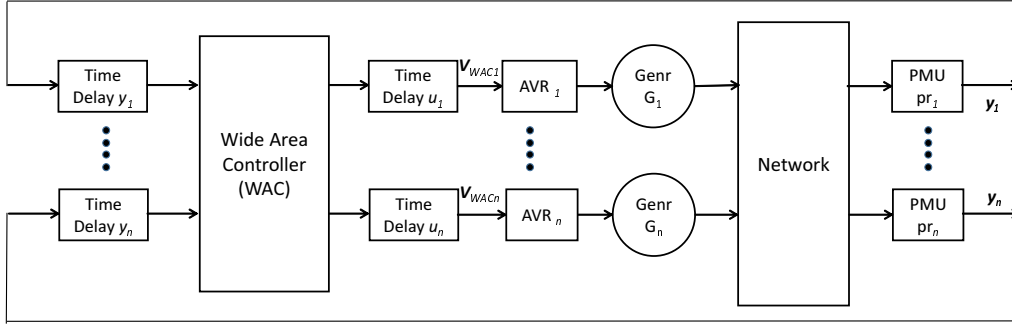 Time
Delay y1
Wide Area
Controller
(WAC)
Time
Delay u1
VWAC1
AVR 1
Genr
G1
Network
PMU
pr1
y1
Time
Delay yn
Time
Delay un
VWACn
AVR n
Genr
Gn
PMU
prn
yn